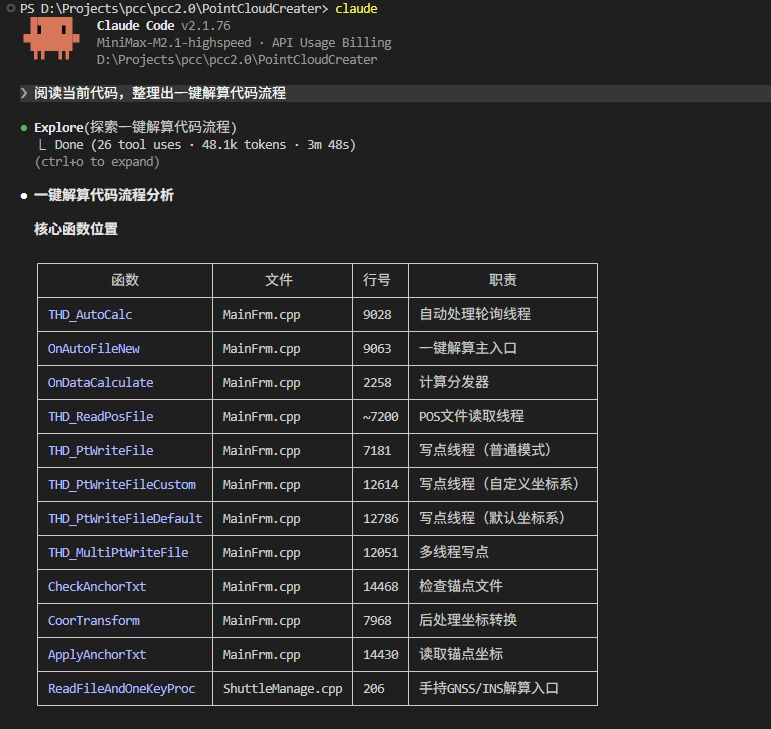 PS D:\Projects\pcc\pcc2.0\PointCloudCreater> claude
Claude Code v2.1.76
MiniMax-M2.1-highspeed · API Usage Billing
D:\Projects\pcc\pcc2.0\PointCloudCreater
❯ 阅读当前代码，整理出一键解算代码流程
● Explore(探索一键解算代码流程)
⎿ Done (26 tool uses · 48.1k tokens · 3m 48s)
(ctrl+o to expand)
● 一键解算代码流程分析
核心函数位置
函数 文件 行号 职责
THD_AutoCalc MainFrm.cpp 9028 自动处理轮询线程
OnAutoFileNew MainFrm.cpp 9063 一键解算主入口
OnDataCalculate MainFrm.cpp 2258 计算分发器
THD_ReadPosFile MainFrm.cpp ~7200 POS文件读取线程
THD_PtWriteFile MainFrm.cpp 7181 写点线程（普通模式）
THD_PtWriteFileCustom MainFrm.cpp 12614 写点线程（自定义坐标系）
THD_PtWriteFileDefault MainFrm.cpp 12786 写点线程（默认坐标系）
THD_MultiPtWriteFile MainFrm.cpp 12051 多线程写点
CheckAnchorTxt MainFrm.cpp 14468 检查锚点文件
CoorTransform MainFrm.cpp 7968 后处理坐标转换
ApplyAnchorTxt MainFrm.cpp 14430 读取锚点坐标
ReadFileAndOneKeyProc ShuttleManage.cpp 206 手持GNSS/INS解算入口